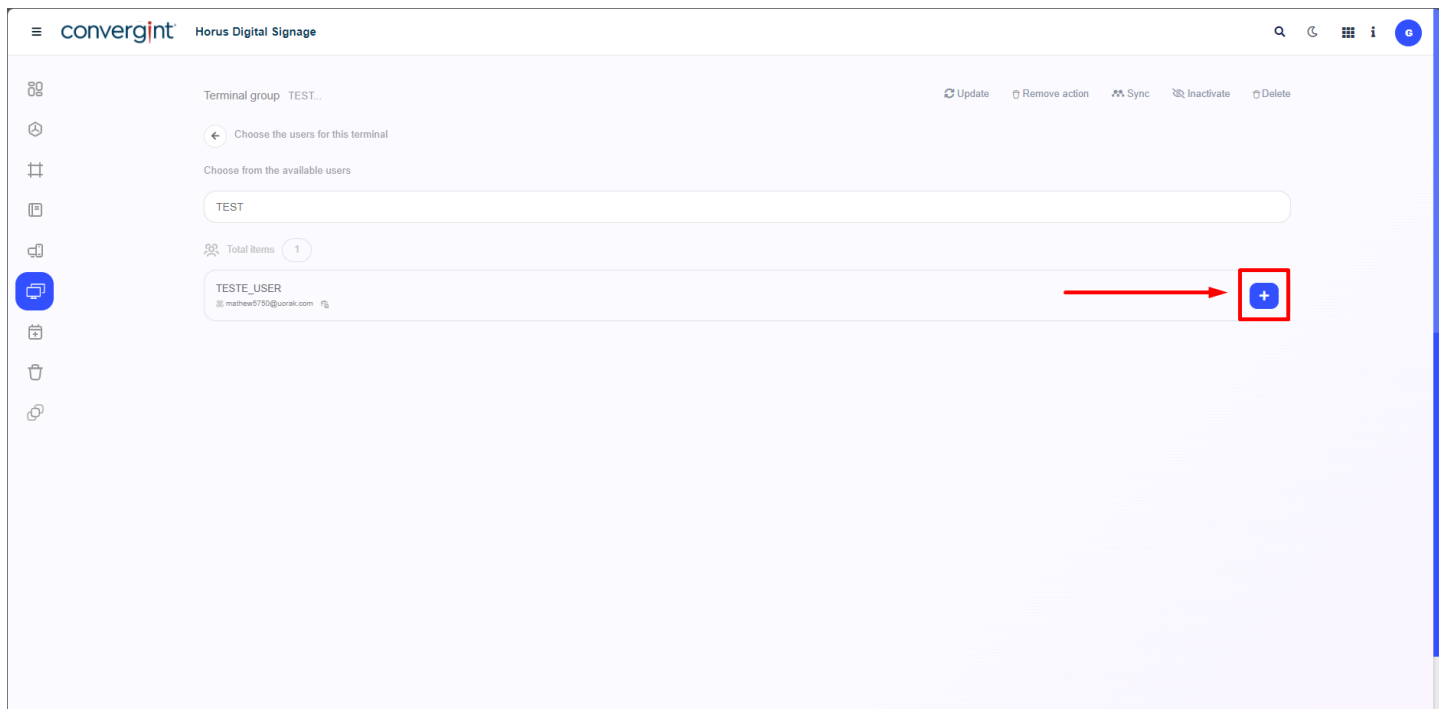 convergint Horus Digital Signage
G
Terminal group TEST...
Update Remove action Sync Inactivate Delete
Choose the users for this terminal
Choose from the available users
TEST
Total items 1
TESTE_USER
mathew5750@uorak.com